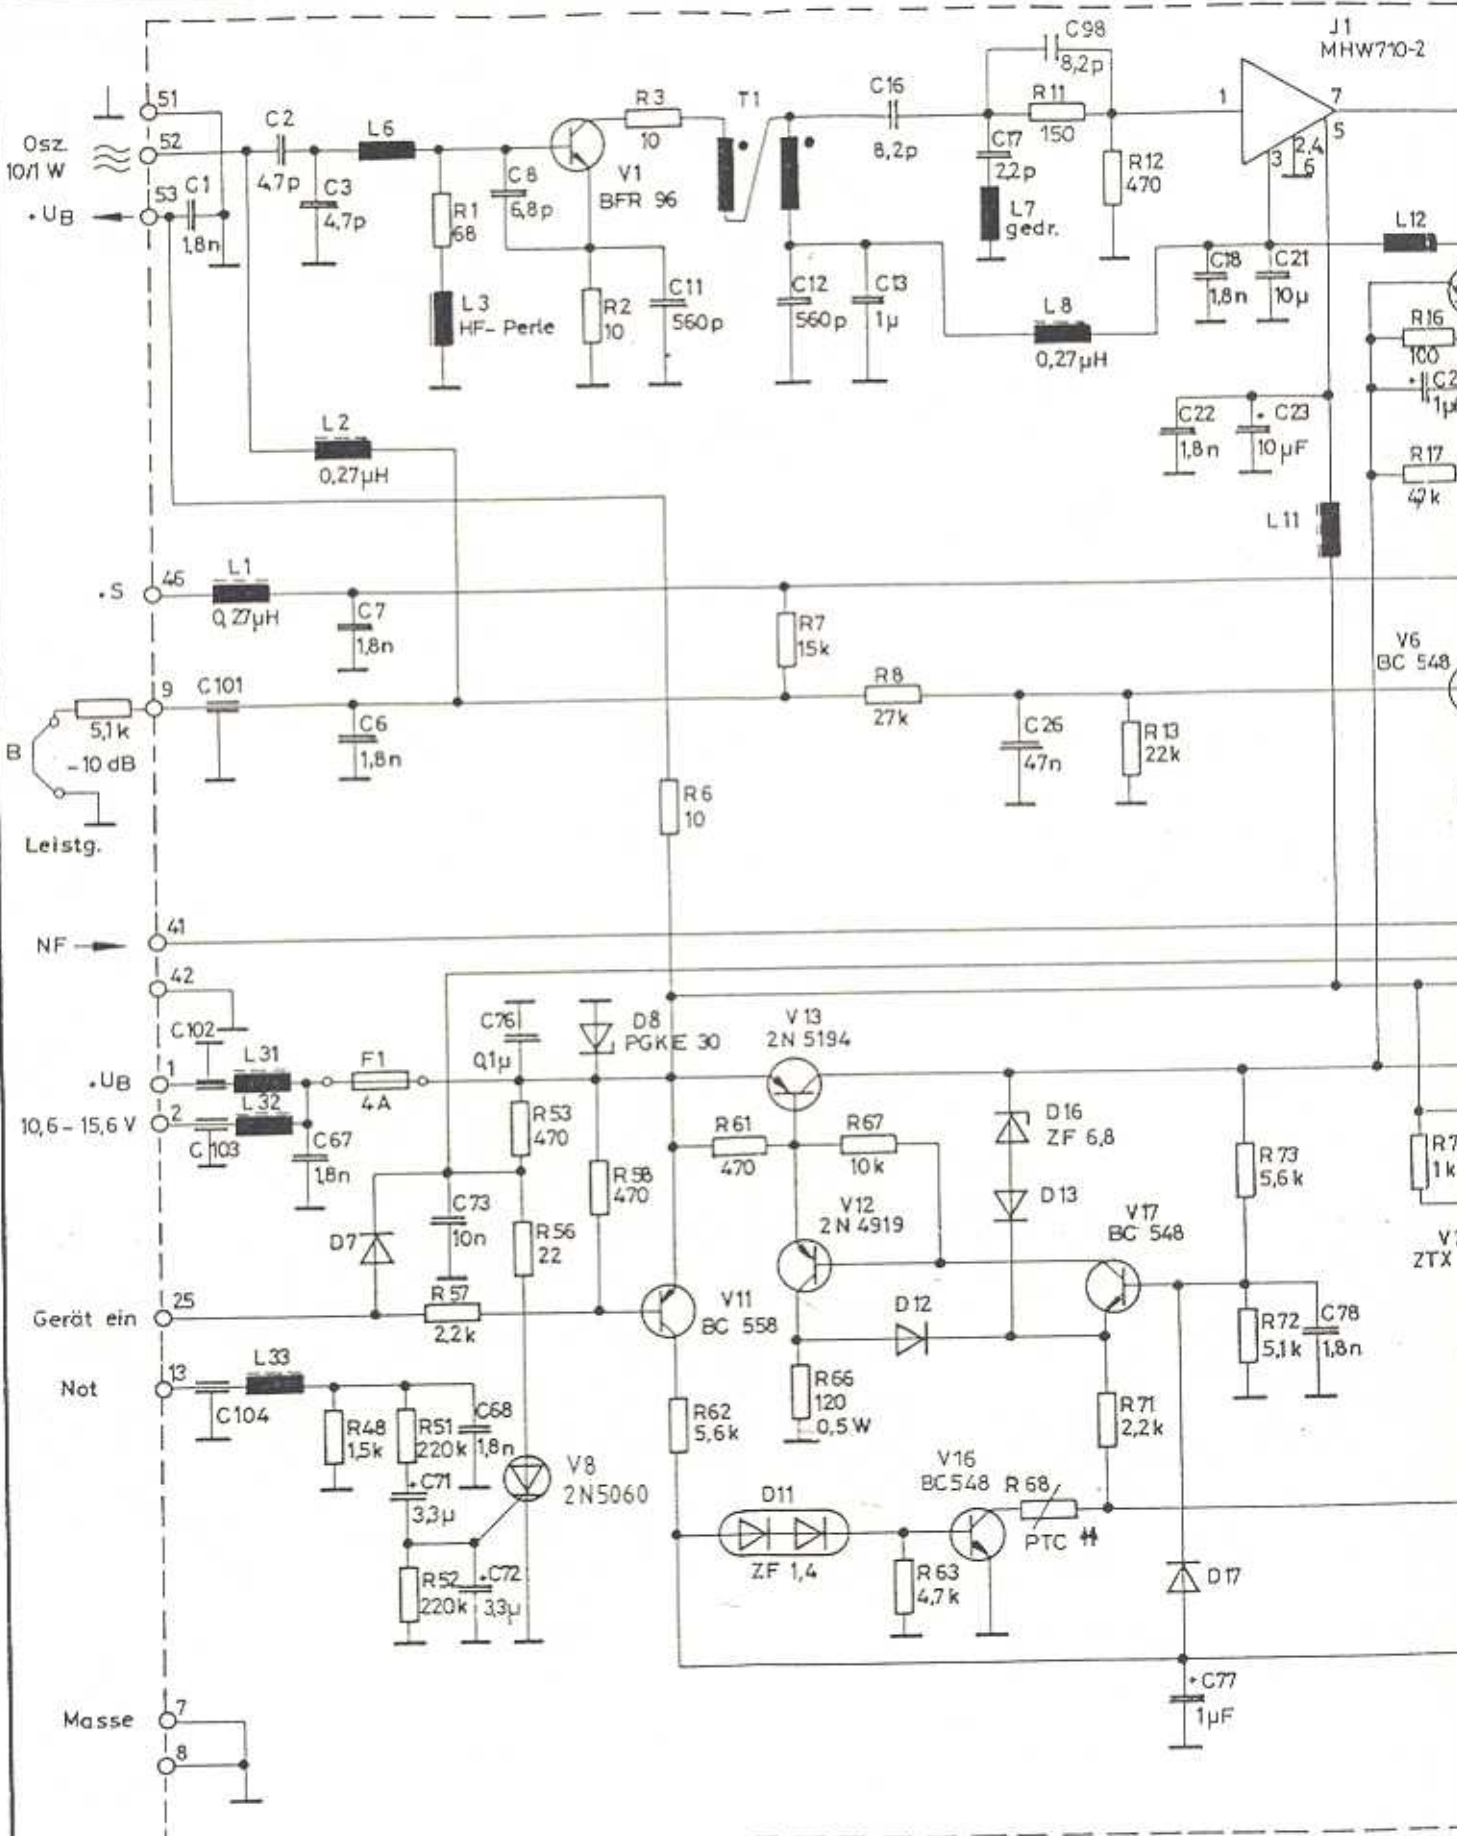 J1
MHW710-2
C98
8,2p
51
C2
L6
R3
10
T1
C16
8,2p
R11
150
1
7
5
3
2,4
6
Osz.
10/1 W
52
4,7p
C3
4,7p
C8
6,8p
V1
BFR 96
C17
2,2p
R12
470
53
C1
1,8n
+UB
R1
68
L7
gedr.
L12
L3
HF-Perle
R2
10
C11
560p
C12
560p
C13
1µ
L8
0,27µH
C18
1,8n
C21
10µ
R16
100
+
1µ
L2
0,27µH
C22
1,8n
+ C23
10µF
R17
47k
L11
+S
46
L1
0,27µH
C7
1,8n
R7
15k
V6
BC 548
9
C101
R8
27k
5,1k
B
-10 dB
C6
1,8n
C26
47n
R13
22k
Leistg.
R6
10
NF
41
42
C102
L31
F1
4A
C76
0,1µ
D8
PGKE 30
V13
2N 5194
+UB
1
L32
10,6-15,6 V
2
C103
C67
1,8n
R53
470
R58
470
R61
470
R67
10k
D16
ZF 6,8
R73
5,6k
1k
C73
10n
R56
22
D7
V12
2N 4919
D13
V17
BC 548
ZTX
Gerät ein
25
R57
2,2k
V11
BC 558
D12
R72
5,1k
C78
1,8n
Not
13
L33
C104
R48
1,5k
R51
220k
C68
1,8n
R62
5,6k
R66
120
0,5W
R71
2,2k
+ C71
3,3µ
V8
2N5060
V16
BC548
R68
PTC
D11
ZF 1,4
R52
220k
+ C72
3,3µ
R63
4,7k
D17
+ C77
1µF
Masse
7
8